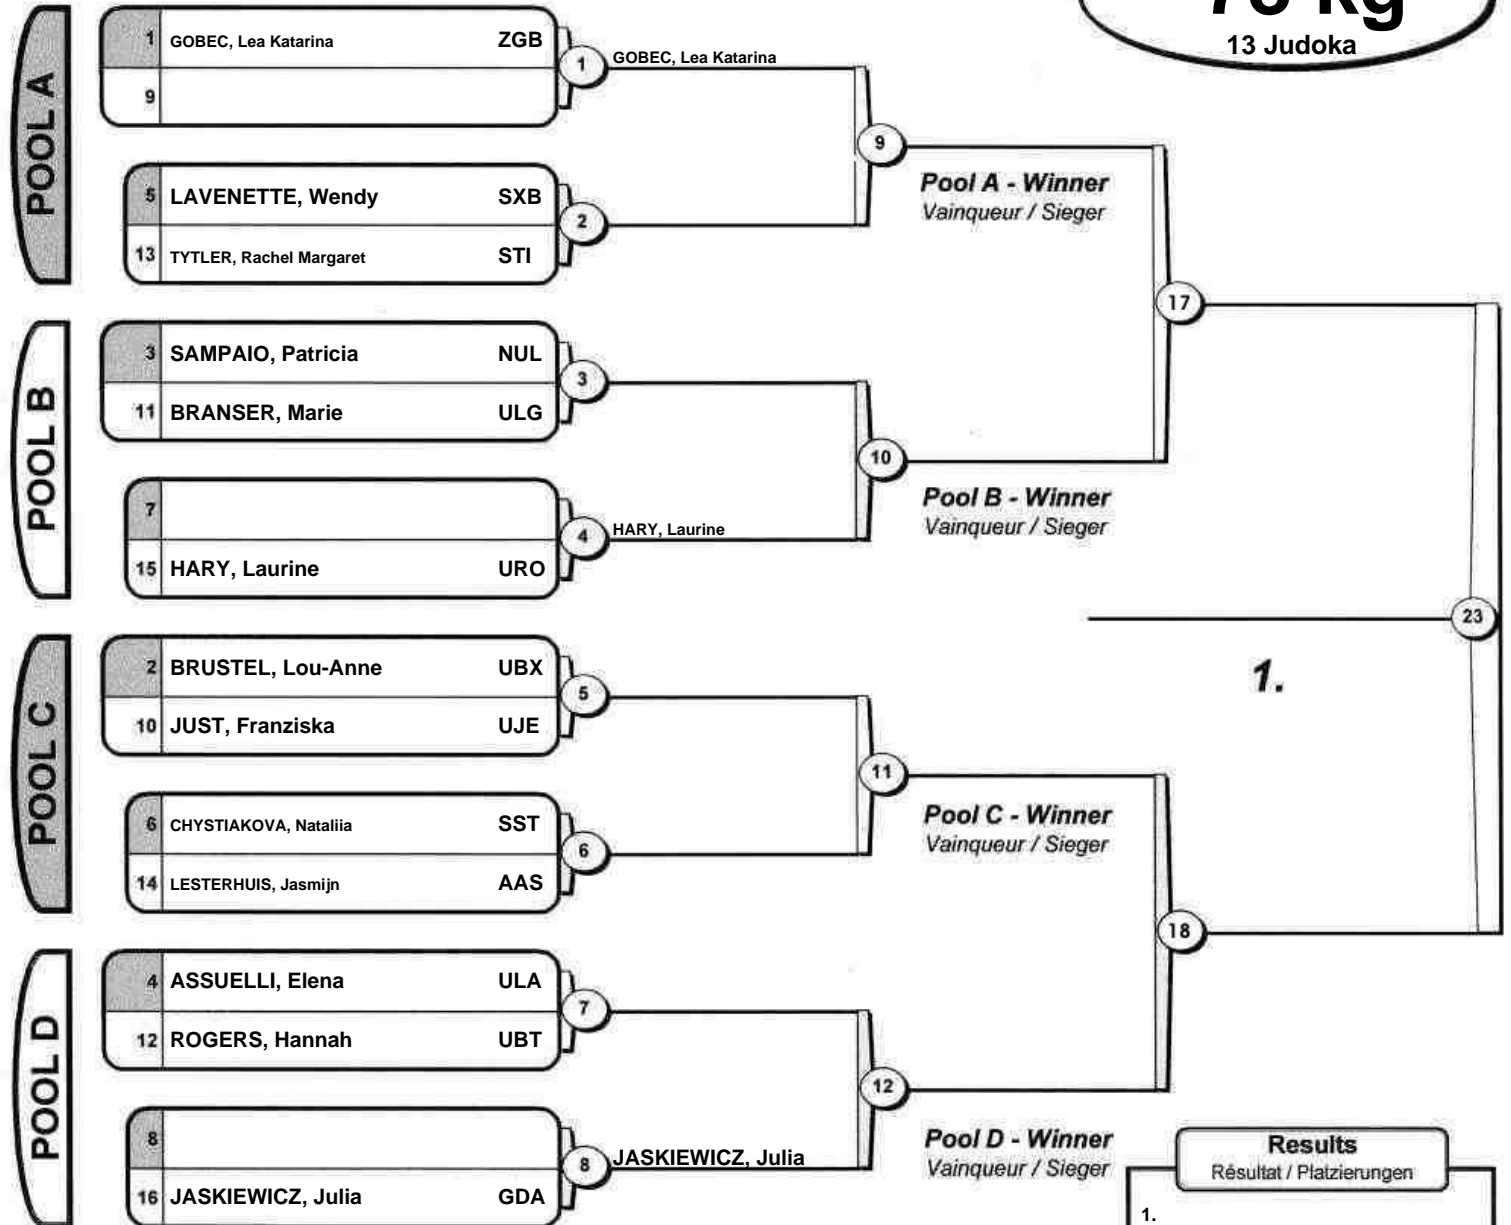 78 kg
13 Judoka
POOL A
1 GOBEC, Lea Katarina ZGB
9
1 GOBEC, Lea Katarina
5 LAVENETTE, Wendy SXB
13 TYTLER, Rachel Margaret STI
2
9
Pool A - Winner
Vainqueur / Sieger
POOL B
3 SAMPAIO, Patricia NUL
11 BRANSER, Marie ULG
3
7
15 HARY, Laurine URO
4 HARY, Laurine
10
Pool B - Winner
Vainqueur / Sieger
17
POOL C
2 BRUSTEL, Lou-Anne UBX
10 JUST, Franziska UJE
5
6 CHYSTIAKOVA, Nataliia SST
14 LESTERHUIS, Jasmijn AAS
6
11
Pool C - Winner
Vainqueur / Sieger
POOL D
4 ASSUELLI, Elena ULA
12 ROGERS, Hannah UBT
7
8
16 JASKIEWICZ, Julia GDA
8 JASKIEWICZ, Julia
12
Pool D - Winner
Vainqueur / Sieger
18
23
1.
Results
Résultat / Platzierungen
1.